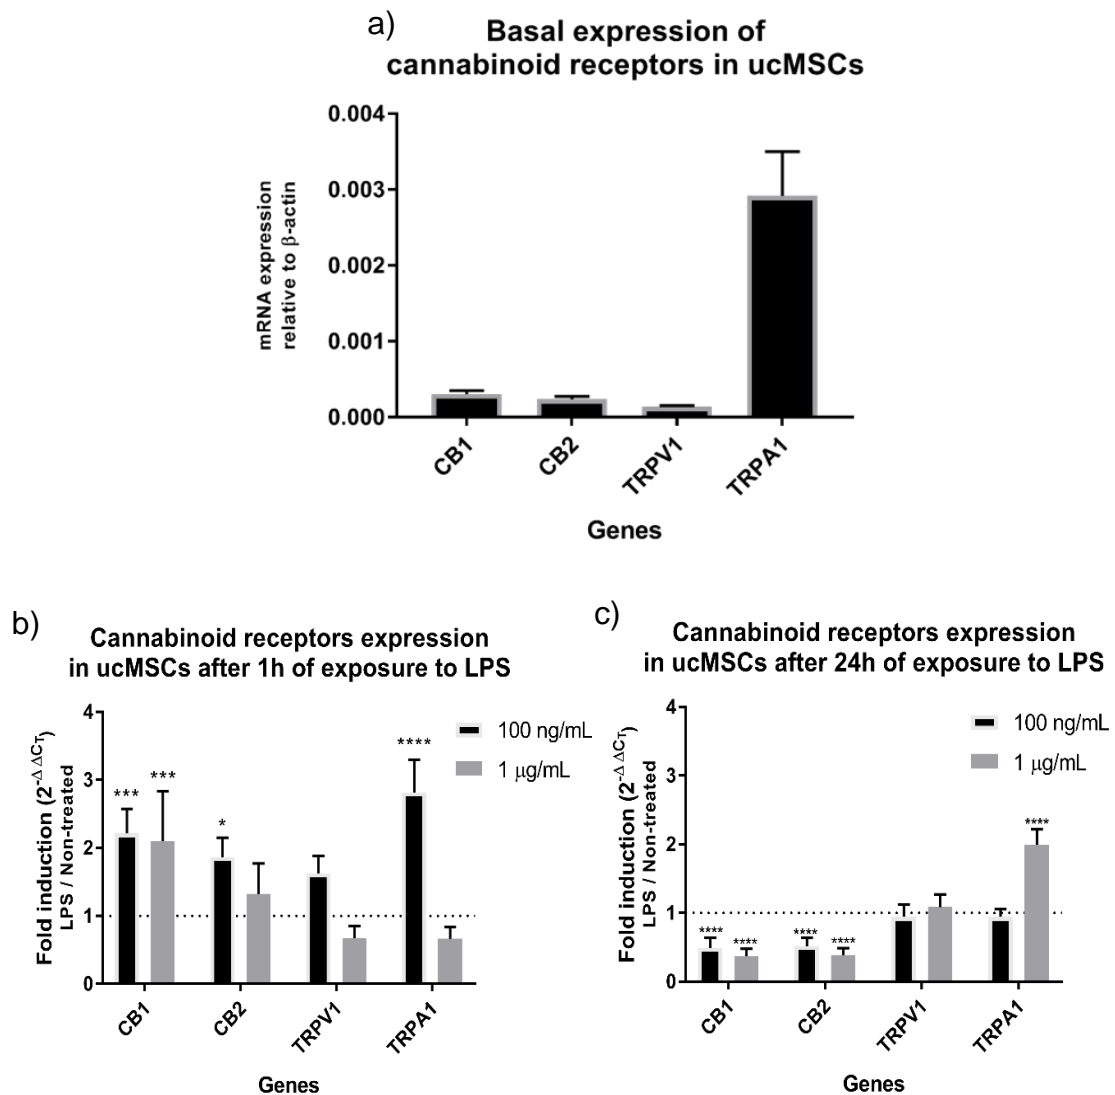 a)
Basal expression of
cannabinoid receptors in ucMSCs
mRNA expression
relative to β-actin
0.004
0.003
0.002
0.001
0.000
CB1
CB2
TRPV1
TRPA1
Genes
b)
Cannabinoid receptors expression
in ucMSCs after 1h of exposure to LPS
Fold induction (2^-Δ ΔCT)
LPS / Non-treated
4
3
2
1
0
100 ng/mL
1 μg/mL
***
***
*
****
CB1
CB2
TRPV1
TRPA1
Genes
c)
Cannabinoid receptors expression
in ucMSCs after 24h of exposure to LPS
Fold induction (2^-Δ ΔCT)
LPS / Non-treated
4
3
2
1
0
100 ng/mL
1 μg/mL
****
****
****
****
****
CB1
CB2
TRPV1
TRPA1
Genes